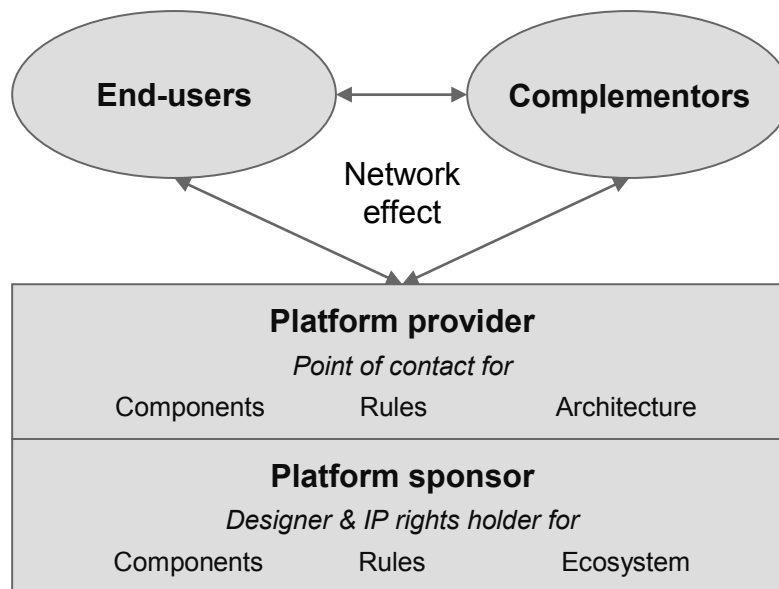 End-users
Complementors
Network
effect
Platform provider
Point of contact for
Components Rules Architecture
Platform sponsor
Designer & IP rights holder for
Components Rules Ecosystem